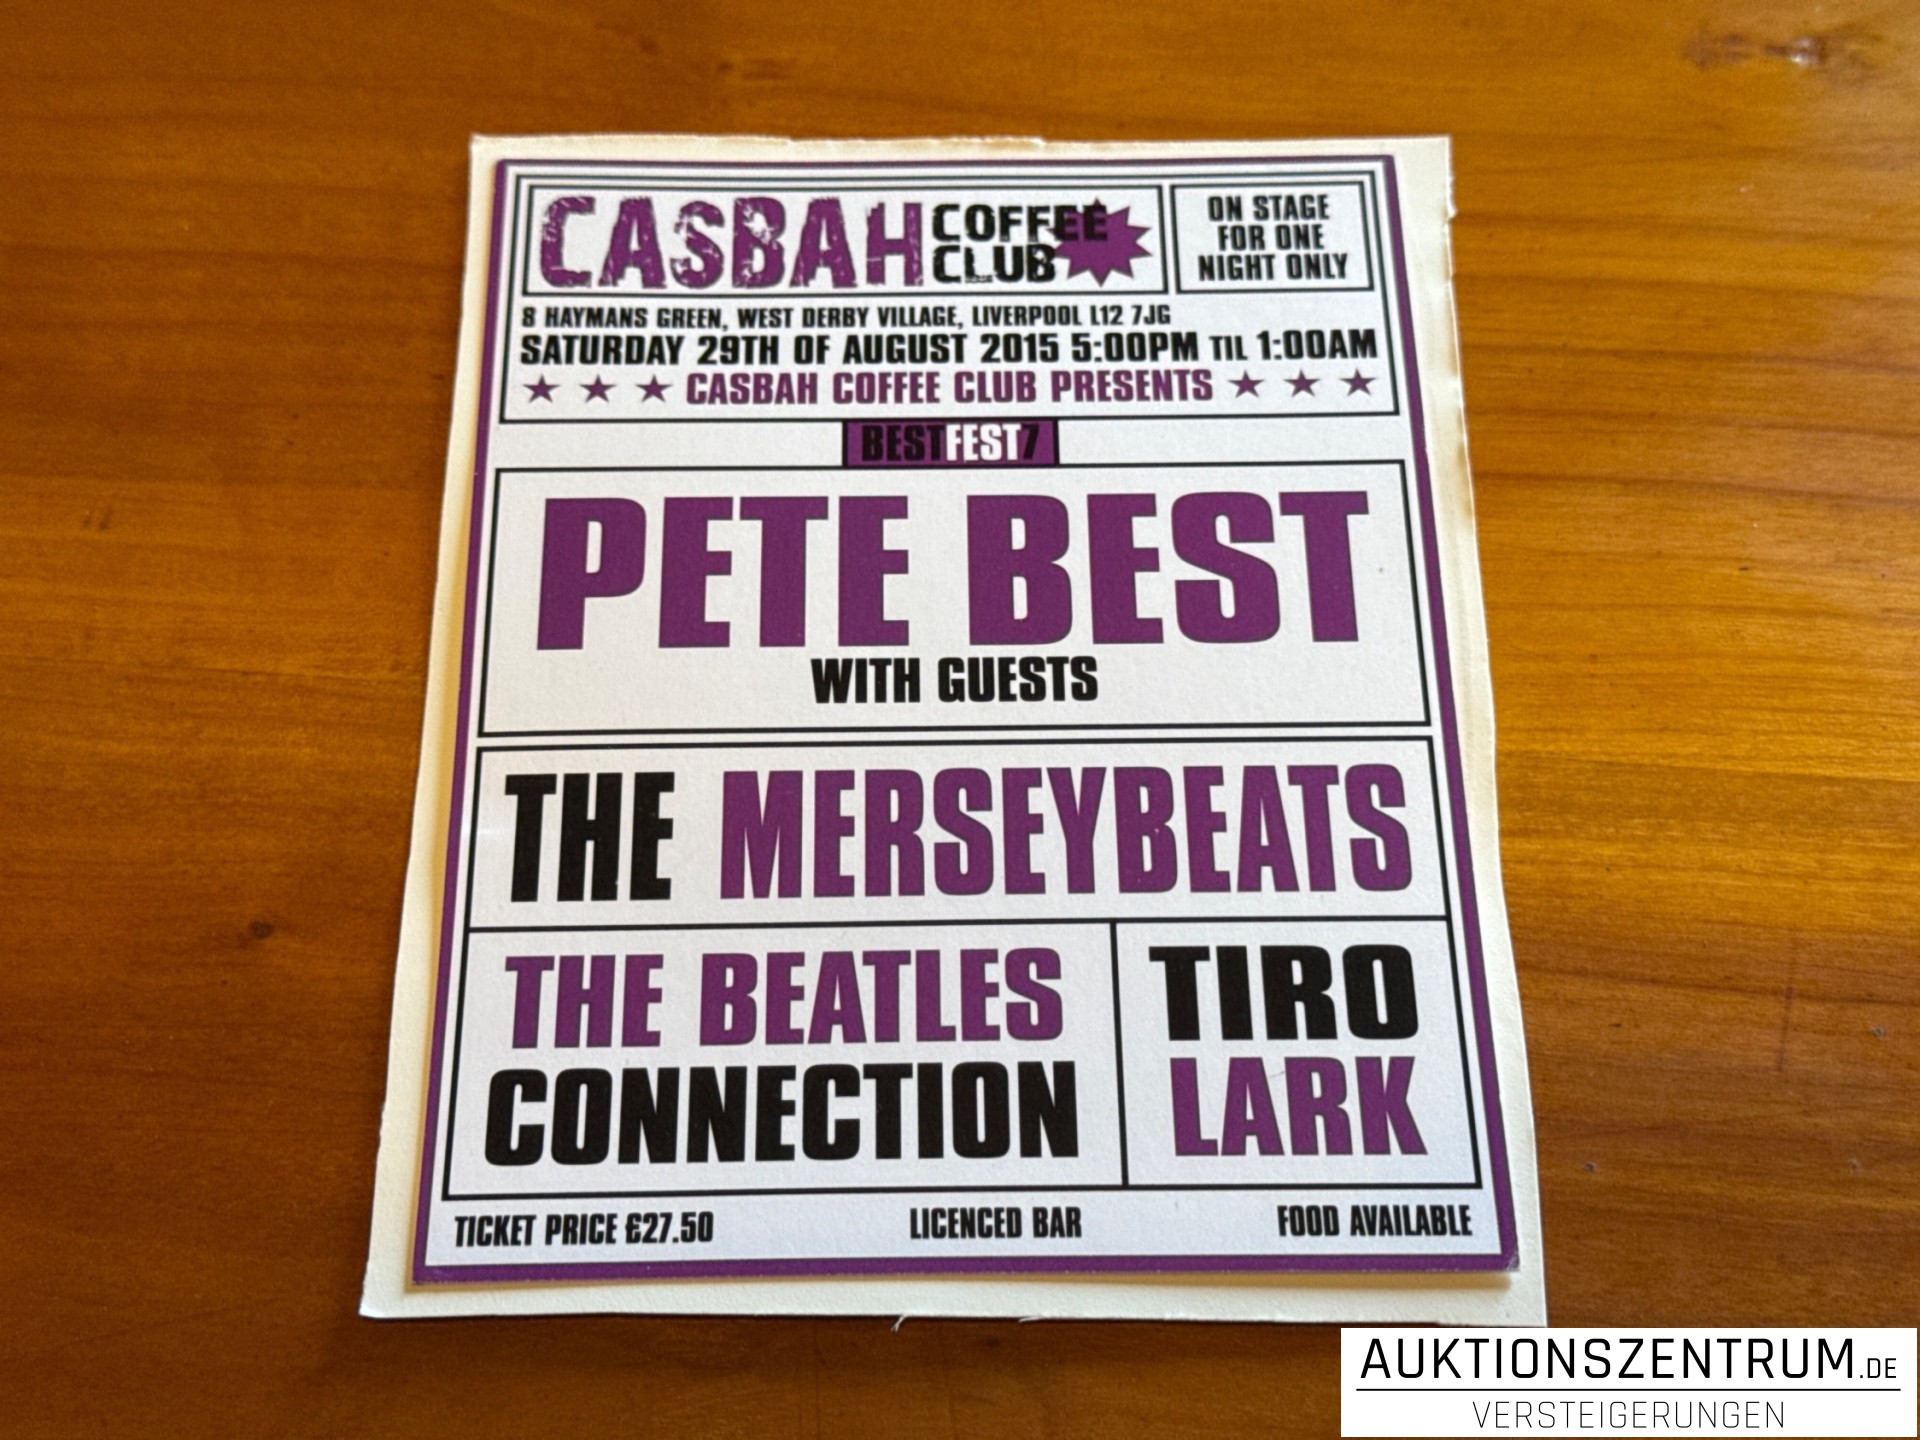 CASBAH COFFEE CLUB
ON STAGE
FOR ONE
NIGHT ONLY
8 HAYMANS GREEN, WEST DERBY VILLAGE, LIVERPOOL L12 7JG
SATURDAY 29TH OF AUGUST 2015 5:00PM TIL 1:00AM
★ ★ ★ CASBAH COFFEE CLUB PRESENTS ★ ★ ★
BESTFEST7
PETE BEST
WITH GUESTS
THE MERSEYBEATS
THE BEATLES
CONNECTION
TIRO
LARK
TICKET PRICE £27.50 LICENCED BAR FOOD AVAILABLE
AUKTIONSZENTRUM.DE
VERSTEIGERUNGEN